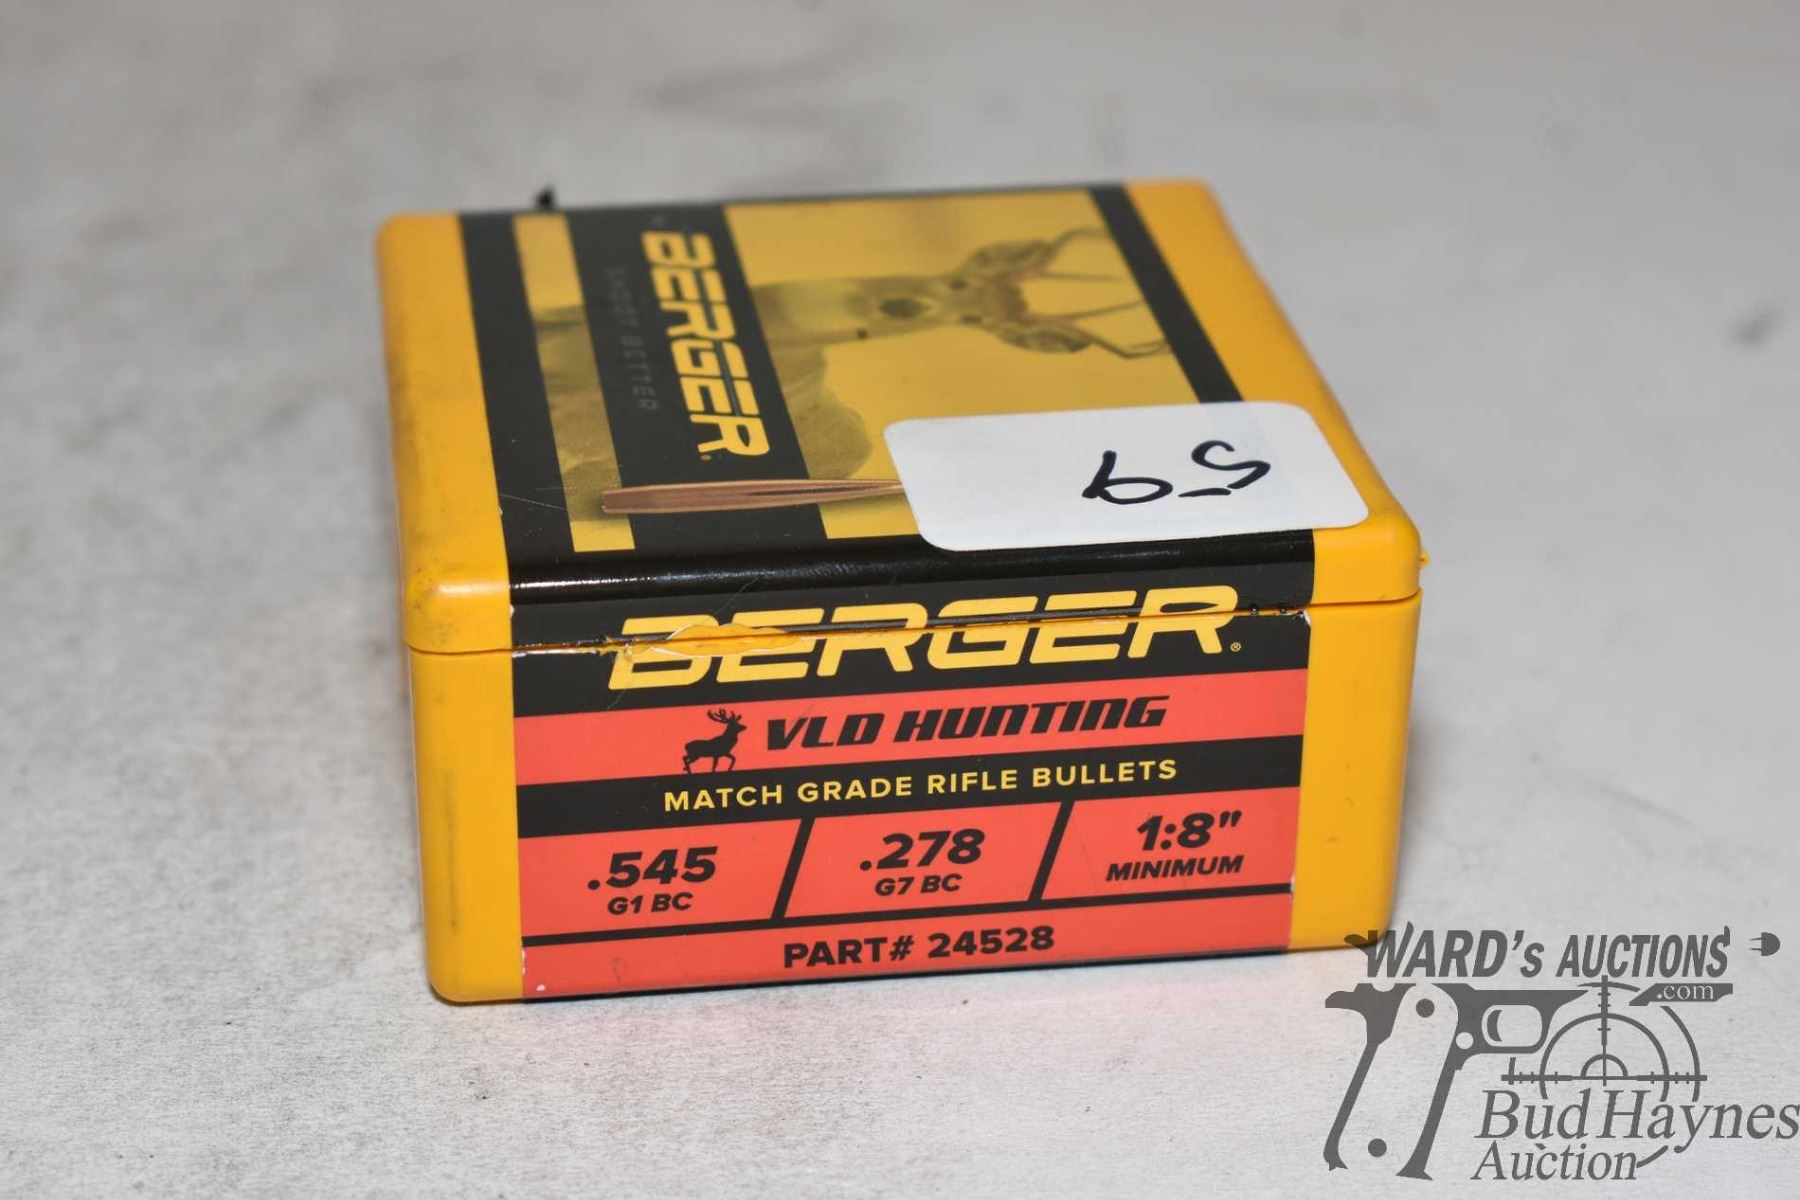 BERGER
SHOOT BETTER
59
BERGER®
VLD HUNTING
MATCH GRADE RIFLE BULLETS
.545
G1 BC
.278
G7 BC
1:8"
MINIMUM
PART# 24528
WARD's AUCTIONS
.com
Bud Haynes
Auction